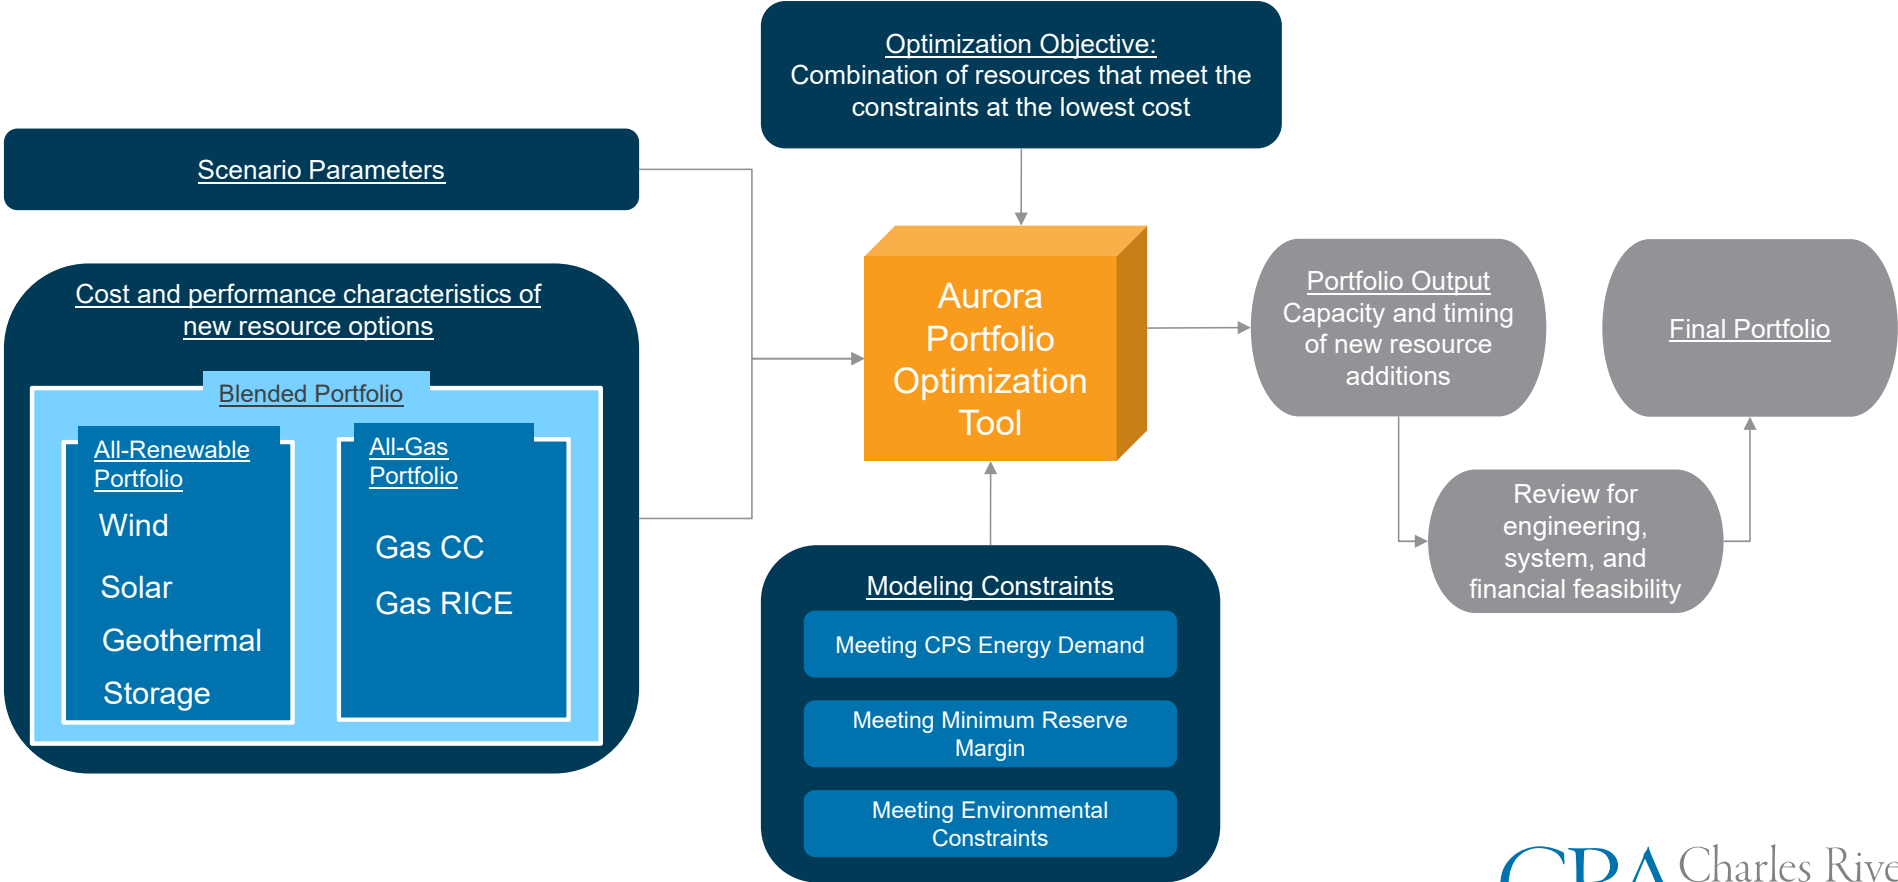 Optimization Objective:
Combination of resources that meet the
constraints at the lowest cost
Scenario Parameters
Cost and performance characteristics of
new resource options
Blended Portfolio
All-Renewable
Portfolio
Wind
Solar
Geothermal
Storage
All-Gas
Portfolio
Gas CC
Gas RICE
Aurora
Portfolio
Optimization
Tool
Modeling Constraints
Meeting CPS Energy Demand
Meeting Minimum Reserve
Margin
Meeting Environmental
Constraints
Portfolio Output
Capacity and timing
of new resource
additions
Review for
engineering,
system, and
financial feasibility
Final Portfolio
CRA Charles Rive